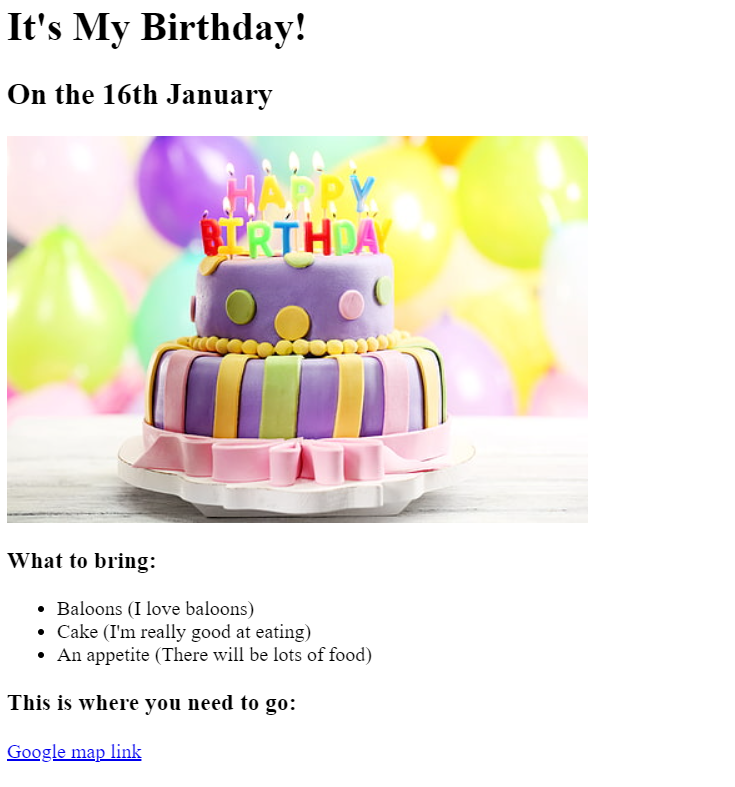 It's My Birthday!
On the 16th January
HAPPY
BIRTHDAY
What to bring:
Baloons (I love baloons)
Cake (I'm really good at eating)
An appetite (There will be lots of food)
This is where you need to go:
Google map link